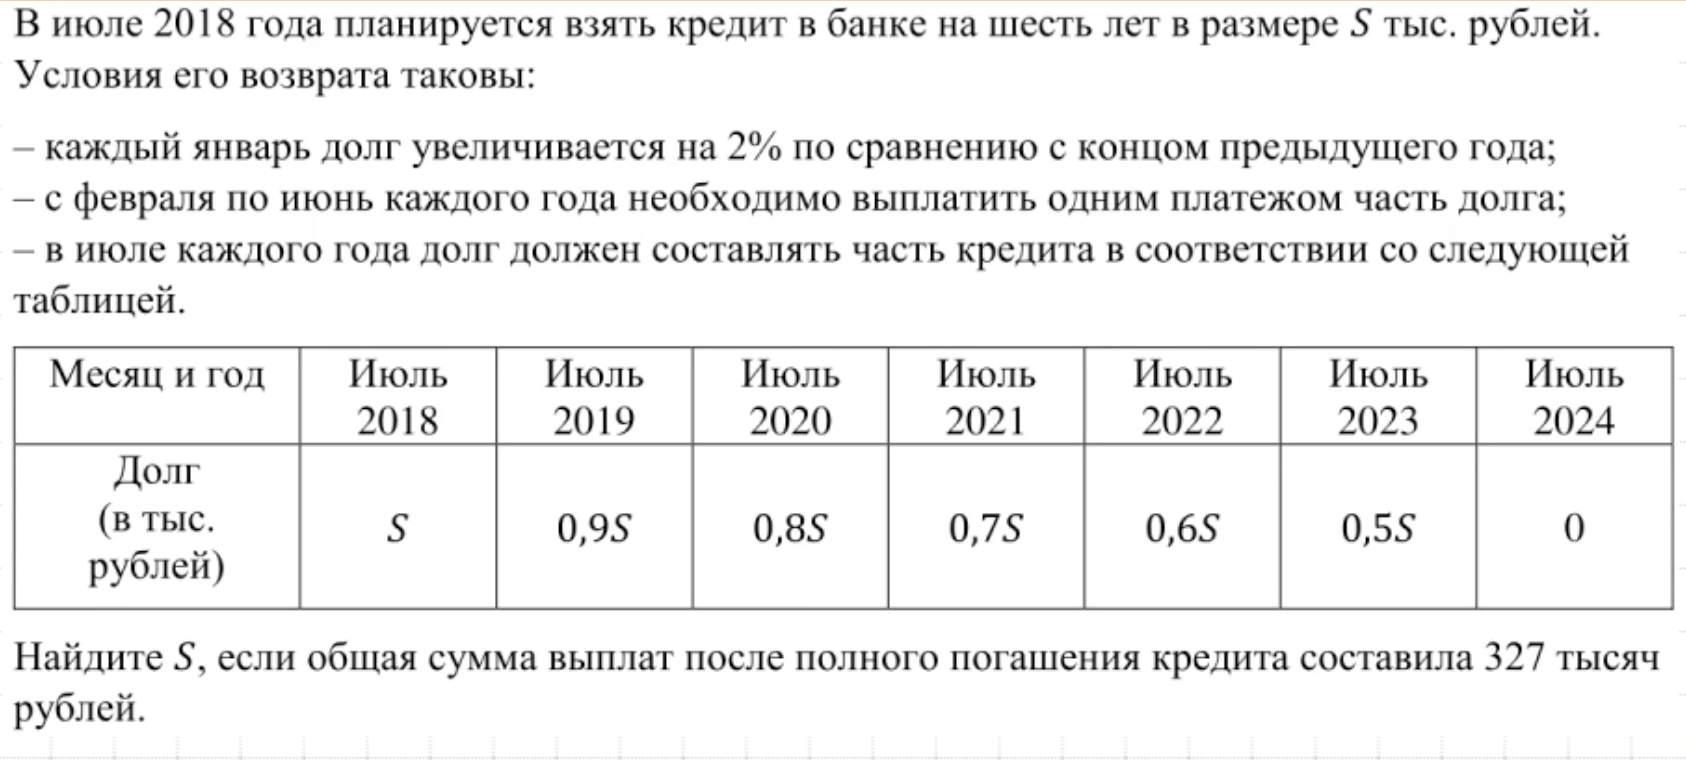 В июле 2018 года планируется взять кредит в банке на шесть лет в размере S тыс. рублей.
Условия его возврата таковы:
– каждый январь долг увеличивается на 2% по сравнению с концом предыдущего года;
– с февраля по июнь каждого года необходимо выплатить одним платежом часть долга;
– в июле каждого года долг должен составлять часть кредита в соответствии со следующей
таблицей.
Месяц и год Июль 2018 Июль 2019 Июль 2020 Июль 2021 Июль 2022 Июль 2023 Июль 2024
Долг (в тыс. рублей) S 0,9S 0,8S 0,7S 0,6S 0,5S 0
Найдите S, если общая сумма выплат после полного погашения кредита составила 327 тысяч
рублей.